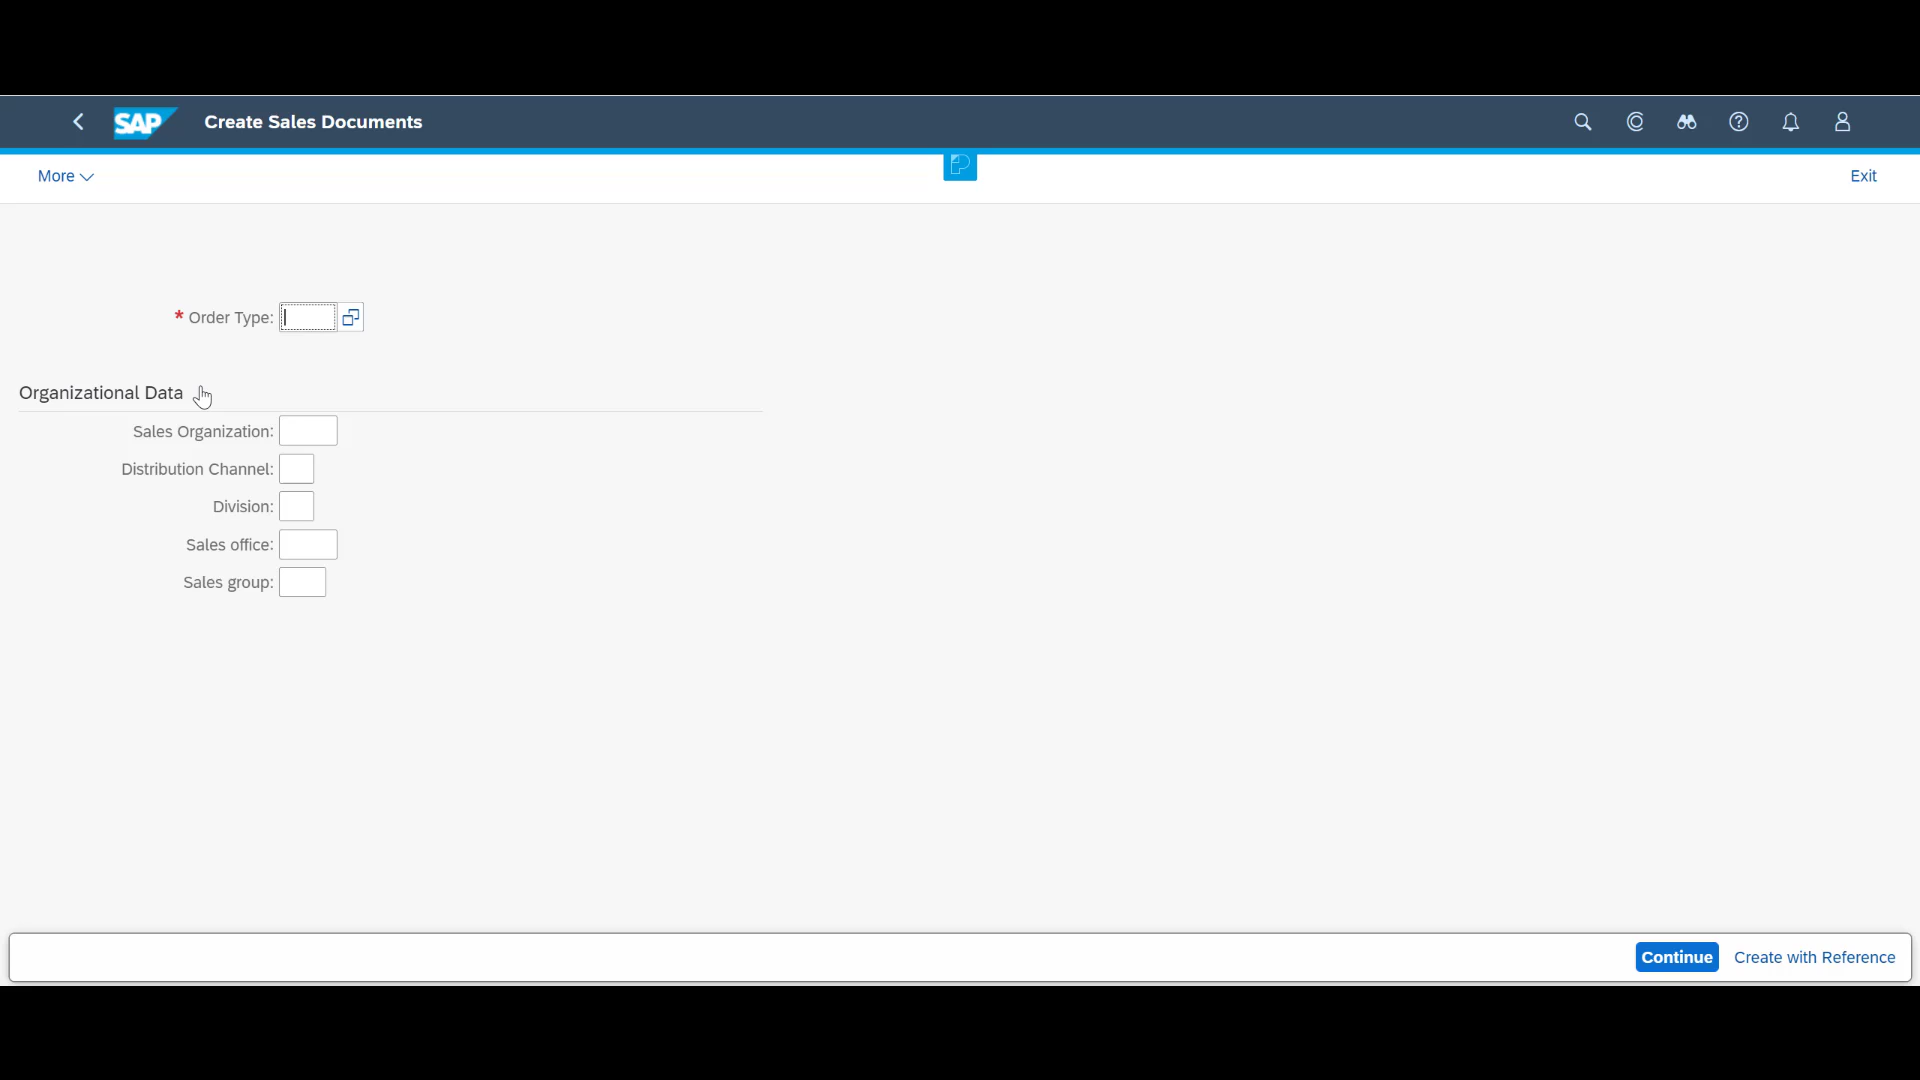 SAP Create Sales Documents
More Exit
* Order Type:
Organizational Data
Sales Organization:
Distribution Channel:
Division:
Sales office:
Sales group:
Continue Create with Reference